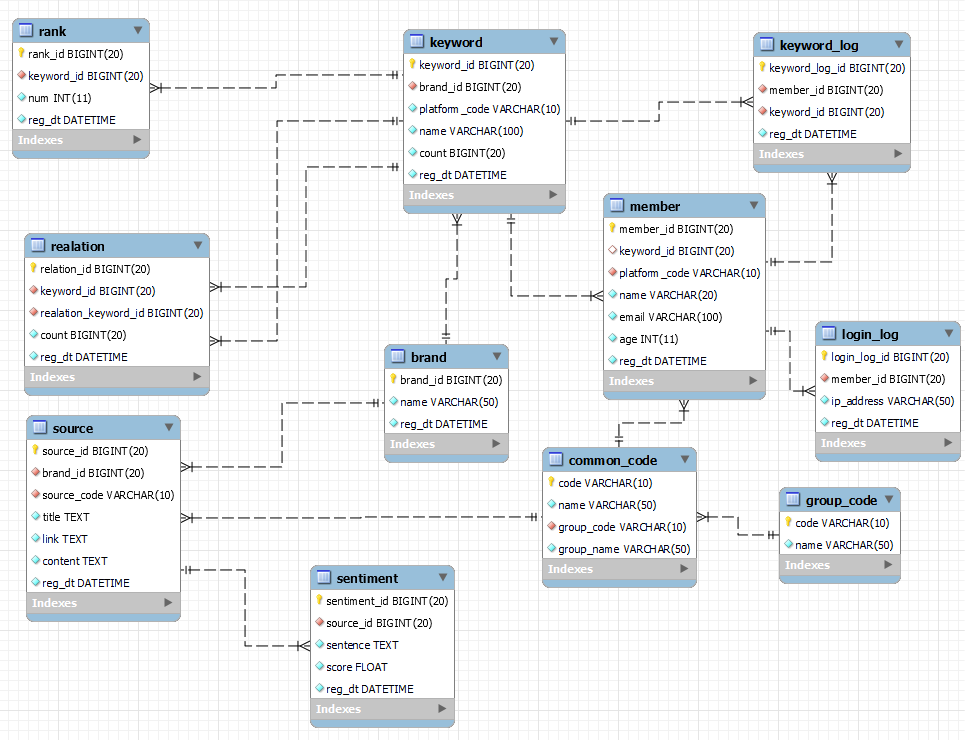 rank
rank_id BIGINT(20)
keyword_id BIGINT(20)
num INT(11)
reg_dt DATETIME
Indexes
keyword
keyword_id BIGINT(20)
brand_id BIGINT(20)
platform_code VARCHAR(10)
name VARCHAR(100)
count BIGINT(20)
reg_dt DATETIME
Indexes
keyword_log
keyword_log_id BIGINT(20)
member_id BIGINT(20)
keyword_id BIGINT(20)
reg_dt DATETIME
Indexes
member
member_id BIGINT(20)
keyword_id BIGINT(20)
platform_code VARCHAR(10)
name VARCHAR(20)
email VARCHAR(100)
age INT(11)
reg_dt DATETIME
Indexes
realation
relation_id BIGINT(20)
keyword_id BIGINT(20)
realation_keyword_id BIGINT(20)
count BIGINT(20)
reg_dt DATETIME
Indexes
brand
brand_id BIGINT(20)
name VARCHAR(50)
reg_dt DATETIME
Indexes
login_log
login_log_id BIGINT(20)
member_id BIGINT(20)
ip_address VARCHAR(50)
reg_dt DATETIME
Indexes
source
source_id BIGINT(20)
brand_id BIGINT(20)
source_code VARCHAR(10)
title TEXT
link TEXT
content TEXT
reg_dt DATETIME
Indexes
common_code
code VARCHAR(10)
name VARCHAR(50)
group_code VARCHAR(10)
group_name VARCHAR(50)
Indexes
group_code
code VARCHAR(10)
name VARCHAR(50)
Indexes
sentiment
sentiment_id BIGINT(20)
source_id BIGINT(20)
sentence TEXT
score FLOAT
reg_dt DATETIME
Indexes